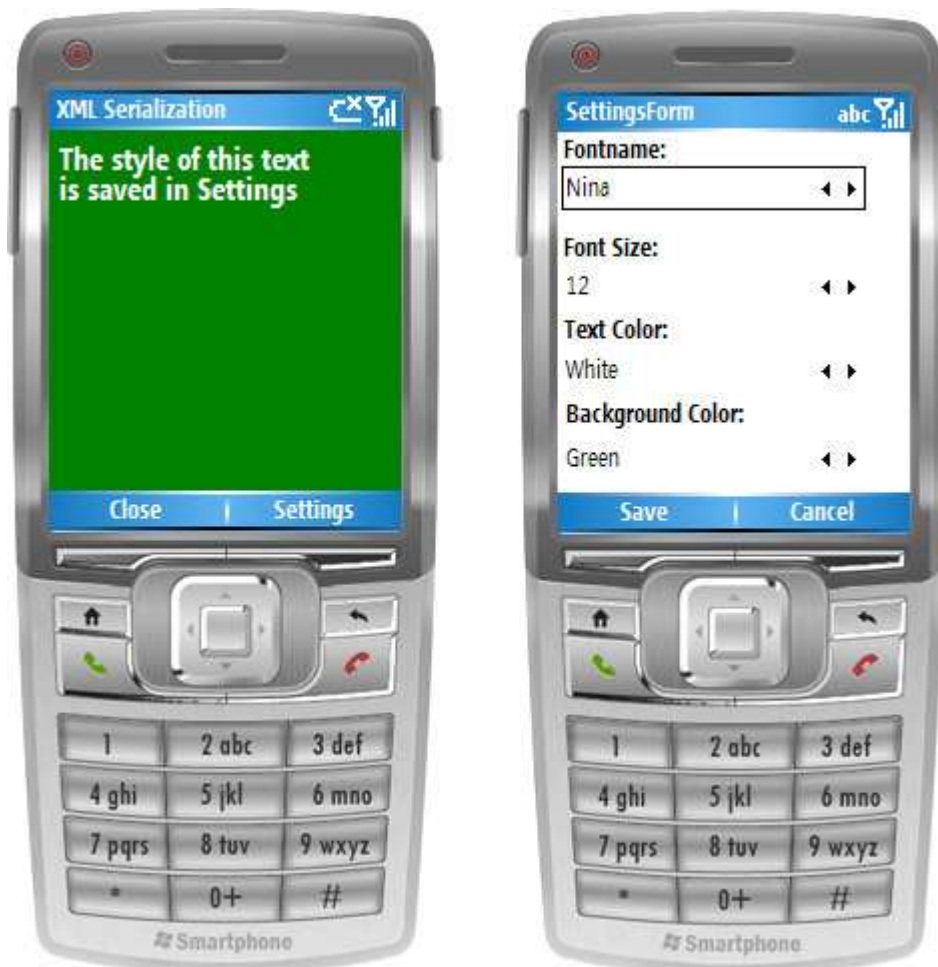 XML Serialization
The style of this text
is saved in Settings
Close
Settings
1
2 abc
3 def
4 ghi
5 jkl
6 mno
7 pqrs
8 tuv
9 wxyz
*
0+
#
Smartphone
SettingsForm
abc
Fontname:
Nina
Font Size:
12
Text Color:
White
Background Color:
Green
Save
Cancel
1
2 abc
3 def
4 ghi
5 jkl
6 mno
7 pqrs
8 tuv
9 wxyz
*
0+
#
Smartphone